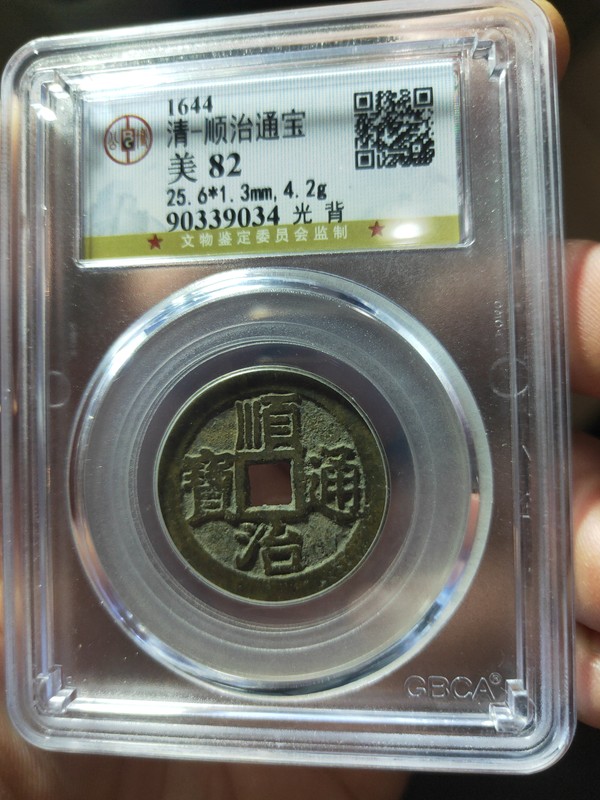 1644
清-顺治通宝
美 82
25.6*1.3mm,4.2g
90339034 光 背
文物鉴定委员会监制
順
寶 通
治
GBCA®